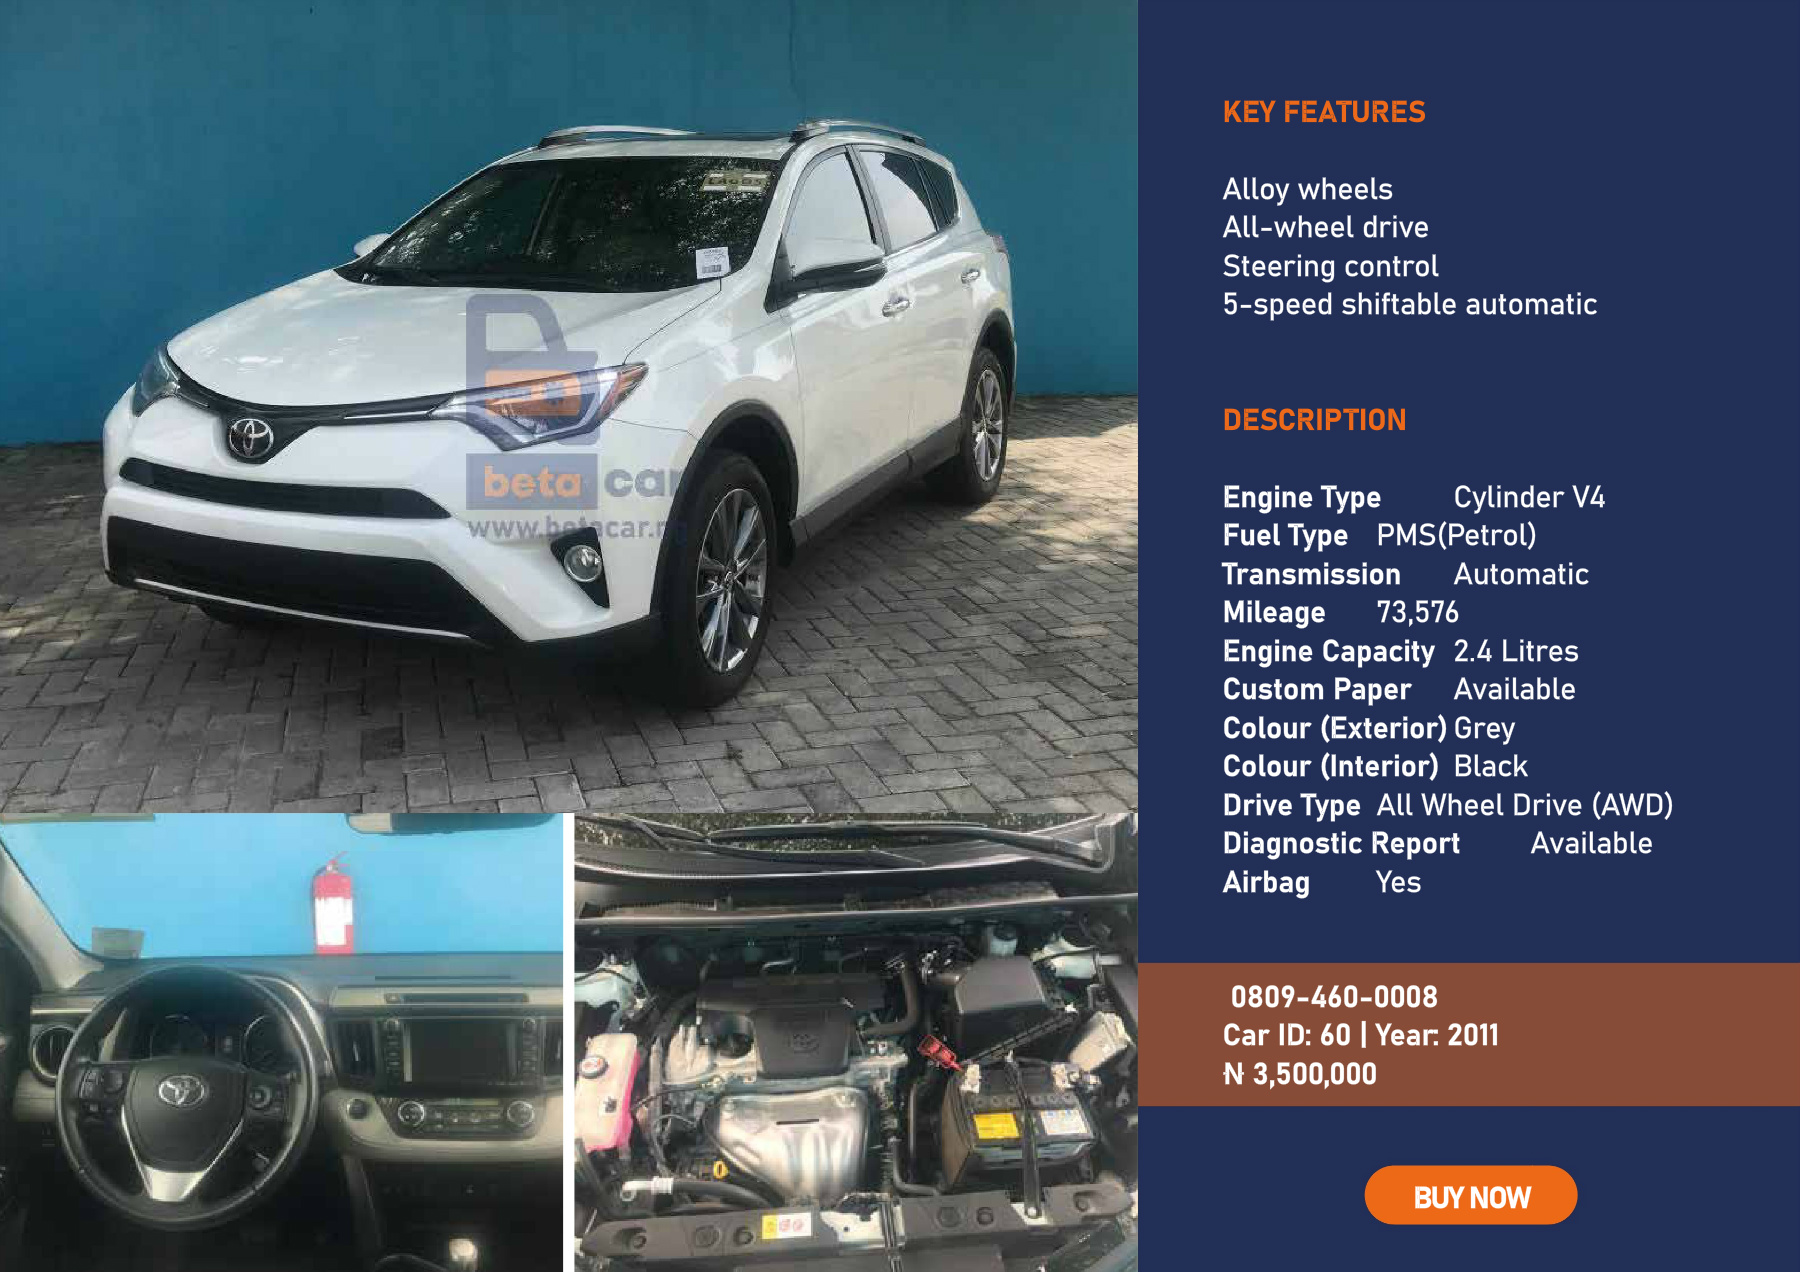 KEY FEATURES
Alloy wheels
All-wheel drive
Steering control
5-speed shiftable automatic
DESCRIPTION
Engine Type Cylinder V4
Fuel Type PMS(Petrol)
Transmission Automatic
Mileage 73,576
Engine Capacity 2.4 Litres
Custom Paper Available
Colour (Exterior) Grey
Colour (Interior) Black
Drive Type All Wheel Drive (AWD)
Diagnostic Report Available
Airbag Yes
0809-460-0008
Car ID: 60 | Year: 2011
₦ 3,500,000
BUY NOW
beta car